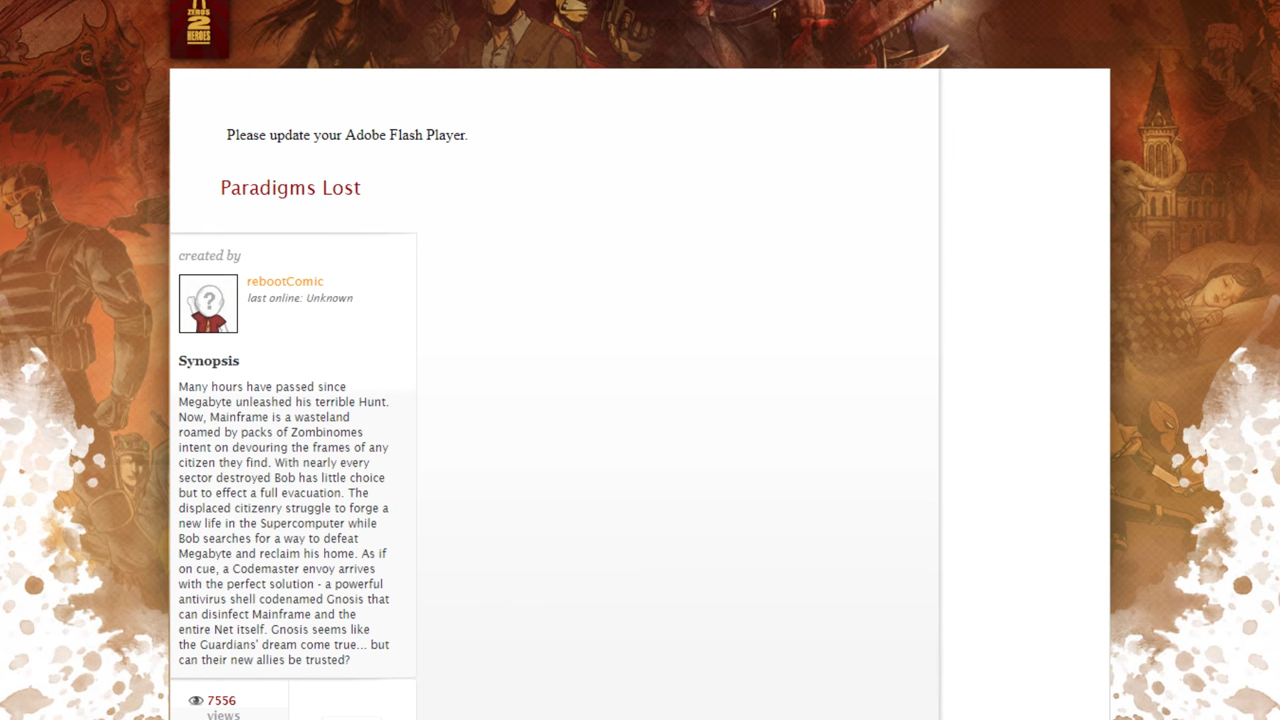 ZEROS
2
HEROES
Please update your Adobe Flash Player.
Paradigms Lost
created by
rebootComic
last online: Unknown
?
Synopsis
Many hours have passed since
Megabyte unleashed his terrible Hunt.
Now, Mainframe is a wasteland
roamed by packs of Zombinomes
intent on devouring the frames of any
citizen they find. With nearly every
sector destroyed Bob has little choice
but to effect a full evacuation. The
displaced citizenry struggle to forge a
new life in the Supercomputer while
Bob searches for a way to defeat
Megabyte and reclaim his home. As if
on cue, a Codemaster envoy arrives
with the perfect solution - a powerful
antivirus shell codenamed Gnosis that
can disinfect Mainframe and the
entire Net itself. Gnosis seems like
the Guardians' dream come true... but
can their new allies be trusted?
7556
views